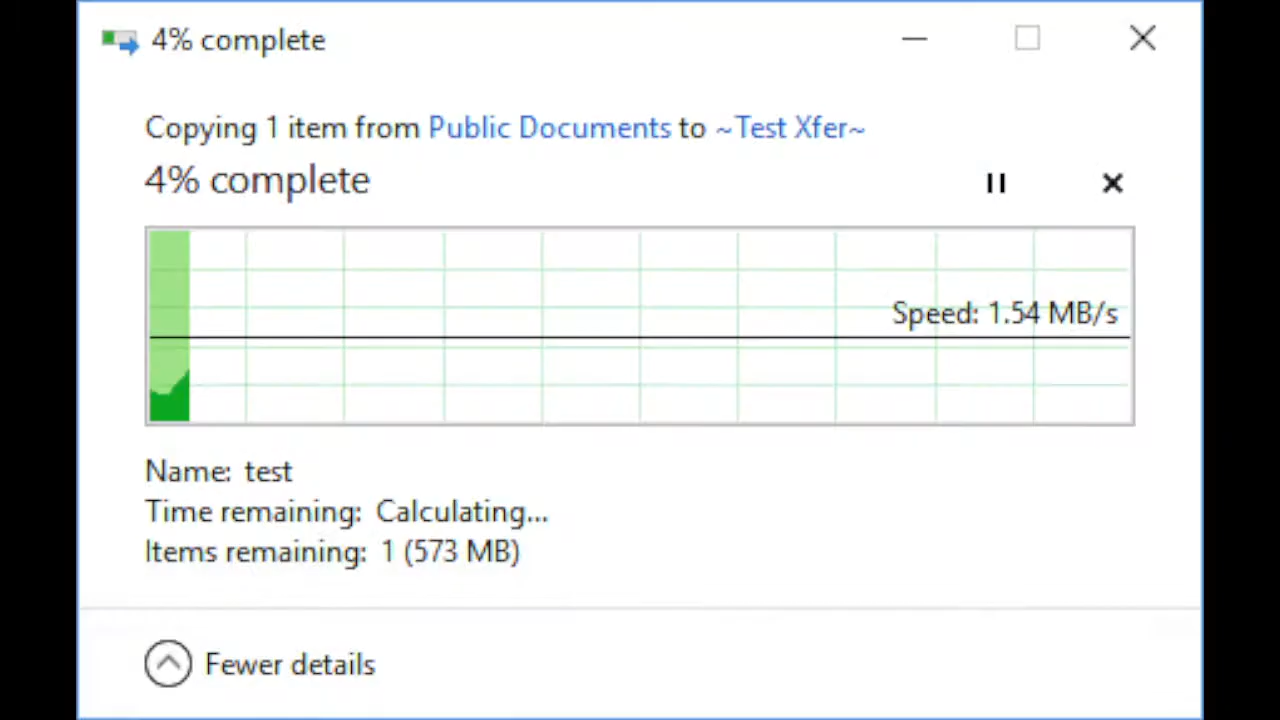 4% complete
Copying 1 item from Public Documents to ~Test Xfer~
4% complete
Speed: 1.54 MB/s
Name: test
Time remaining: Calculating...
Items remaining: 1 (573 MB)
Fewer details